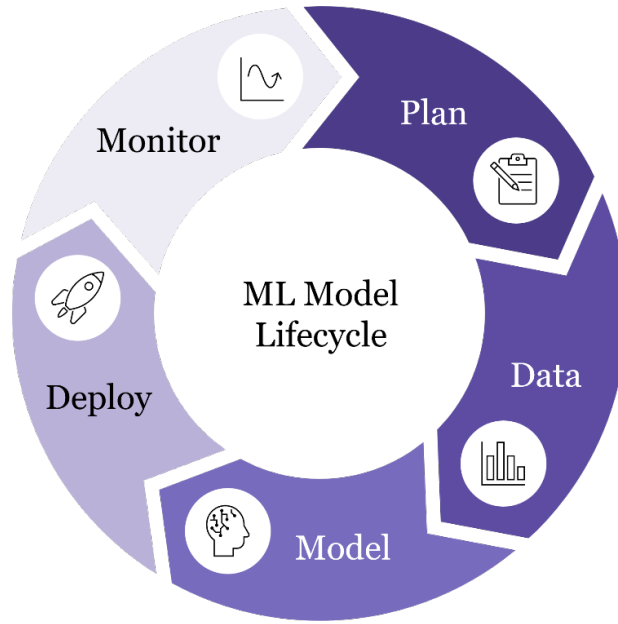 ML Model
Lifecycle
Plan
Data
Model
Deploy
Monitor